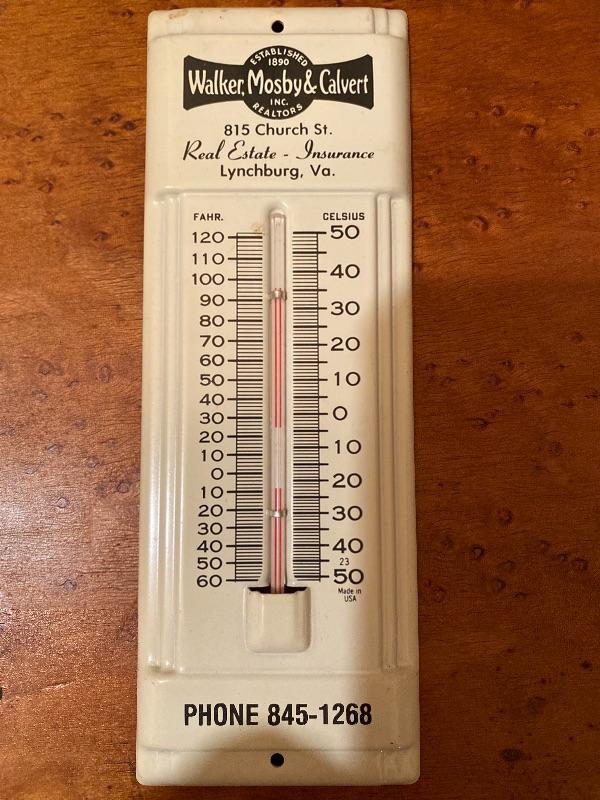 ESTABLISHED
1890
Walker, Mosby & Calvert
INC.
REALTORS
815 Church St.
Real Estate - Insurance
Lynchburg, Va.
FAHR. CELSIUS
120 50
110
100 40
90 30
80
70 20
60
50 10
40
30 0
20
10 10
0
10 20
20 30
30
40 40
50 23
60 50
Made in
USA
PHONE 845-1268